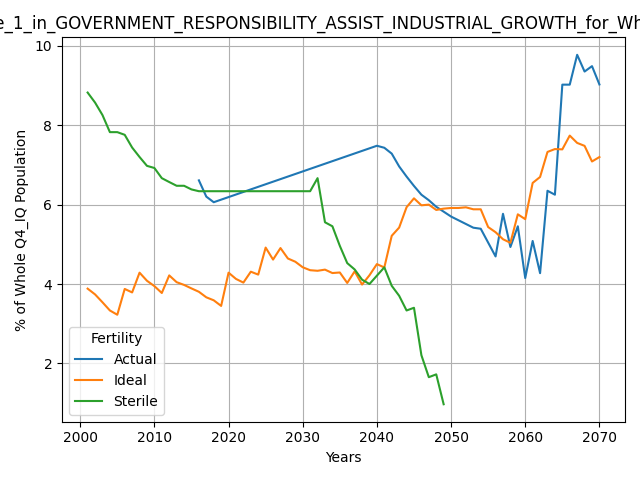 e_1_in_GOVERNMENT_RESPONSIBILITY_ASSIST_INDUSTRIAL_GROWTH_for_Wh
10
8
6
4
2
% of Whole Q4_IQ Population
Fertility
Actual
Ideal
Sterile
2000 2010 2020 2030 2040 2050 2060 2070
Years